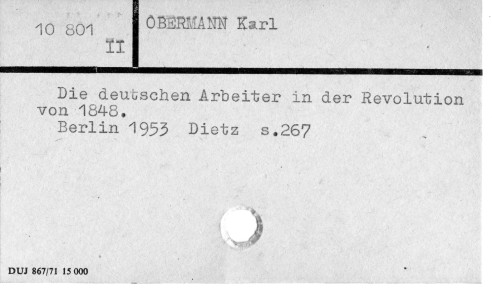 OBERMANN Karl
10 801
II
Die deutschen Arbeiter in der Revolution
von 1848.
Berlin 1953 Dietz s.267
DUJ 867/71 15 000